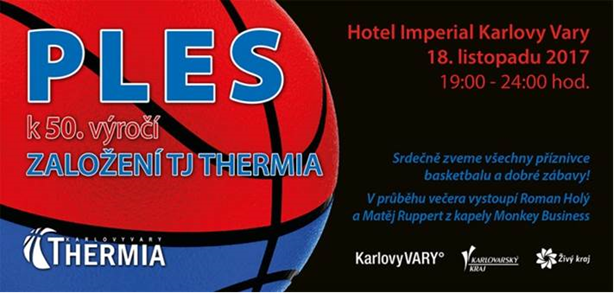 PLES
k 50. výročí
ZALOŽENÍ TJ THERMIA
KARLOVY VARY
THERMIA
Hotel Imperial Karlovy Vary
18. listopadu 2017
19:00 - 24:00 hod.
Srdečně zveme všechny příznivce
basketbalu a dobré zábavy!
V průběhu večera vystoupí Roman Holý
a Matěj Ruppert z kapely Monkey Business
KarlovyVARY°
KARLOVARSKÝ
KRAJ
Živý kraj